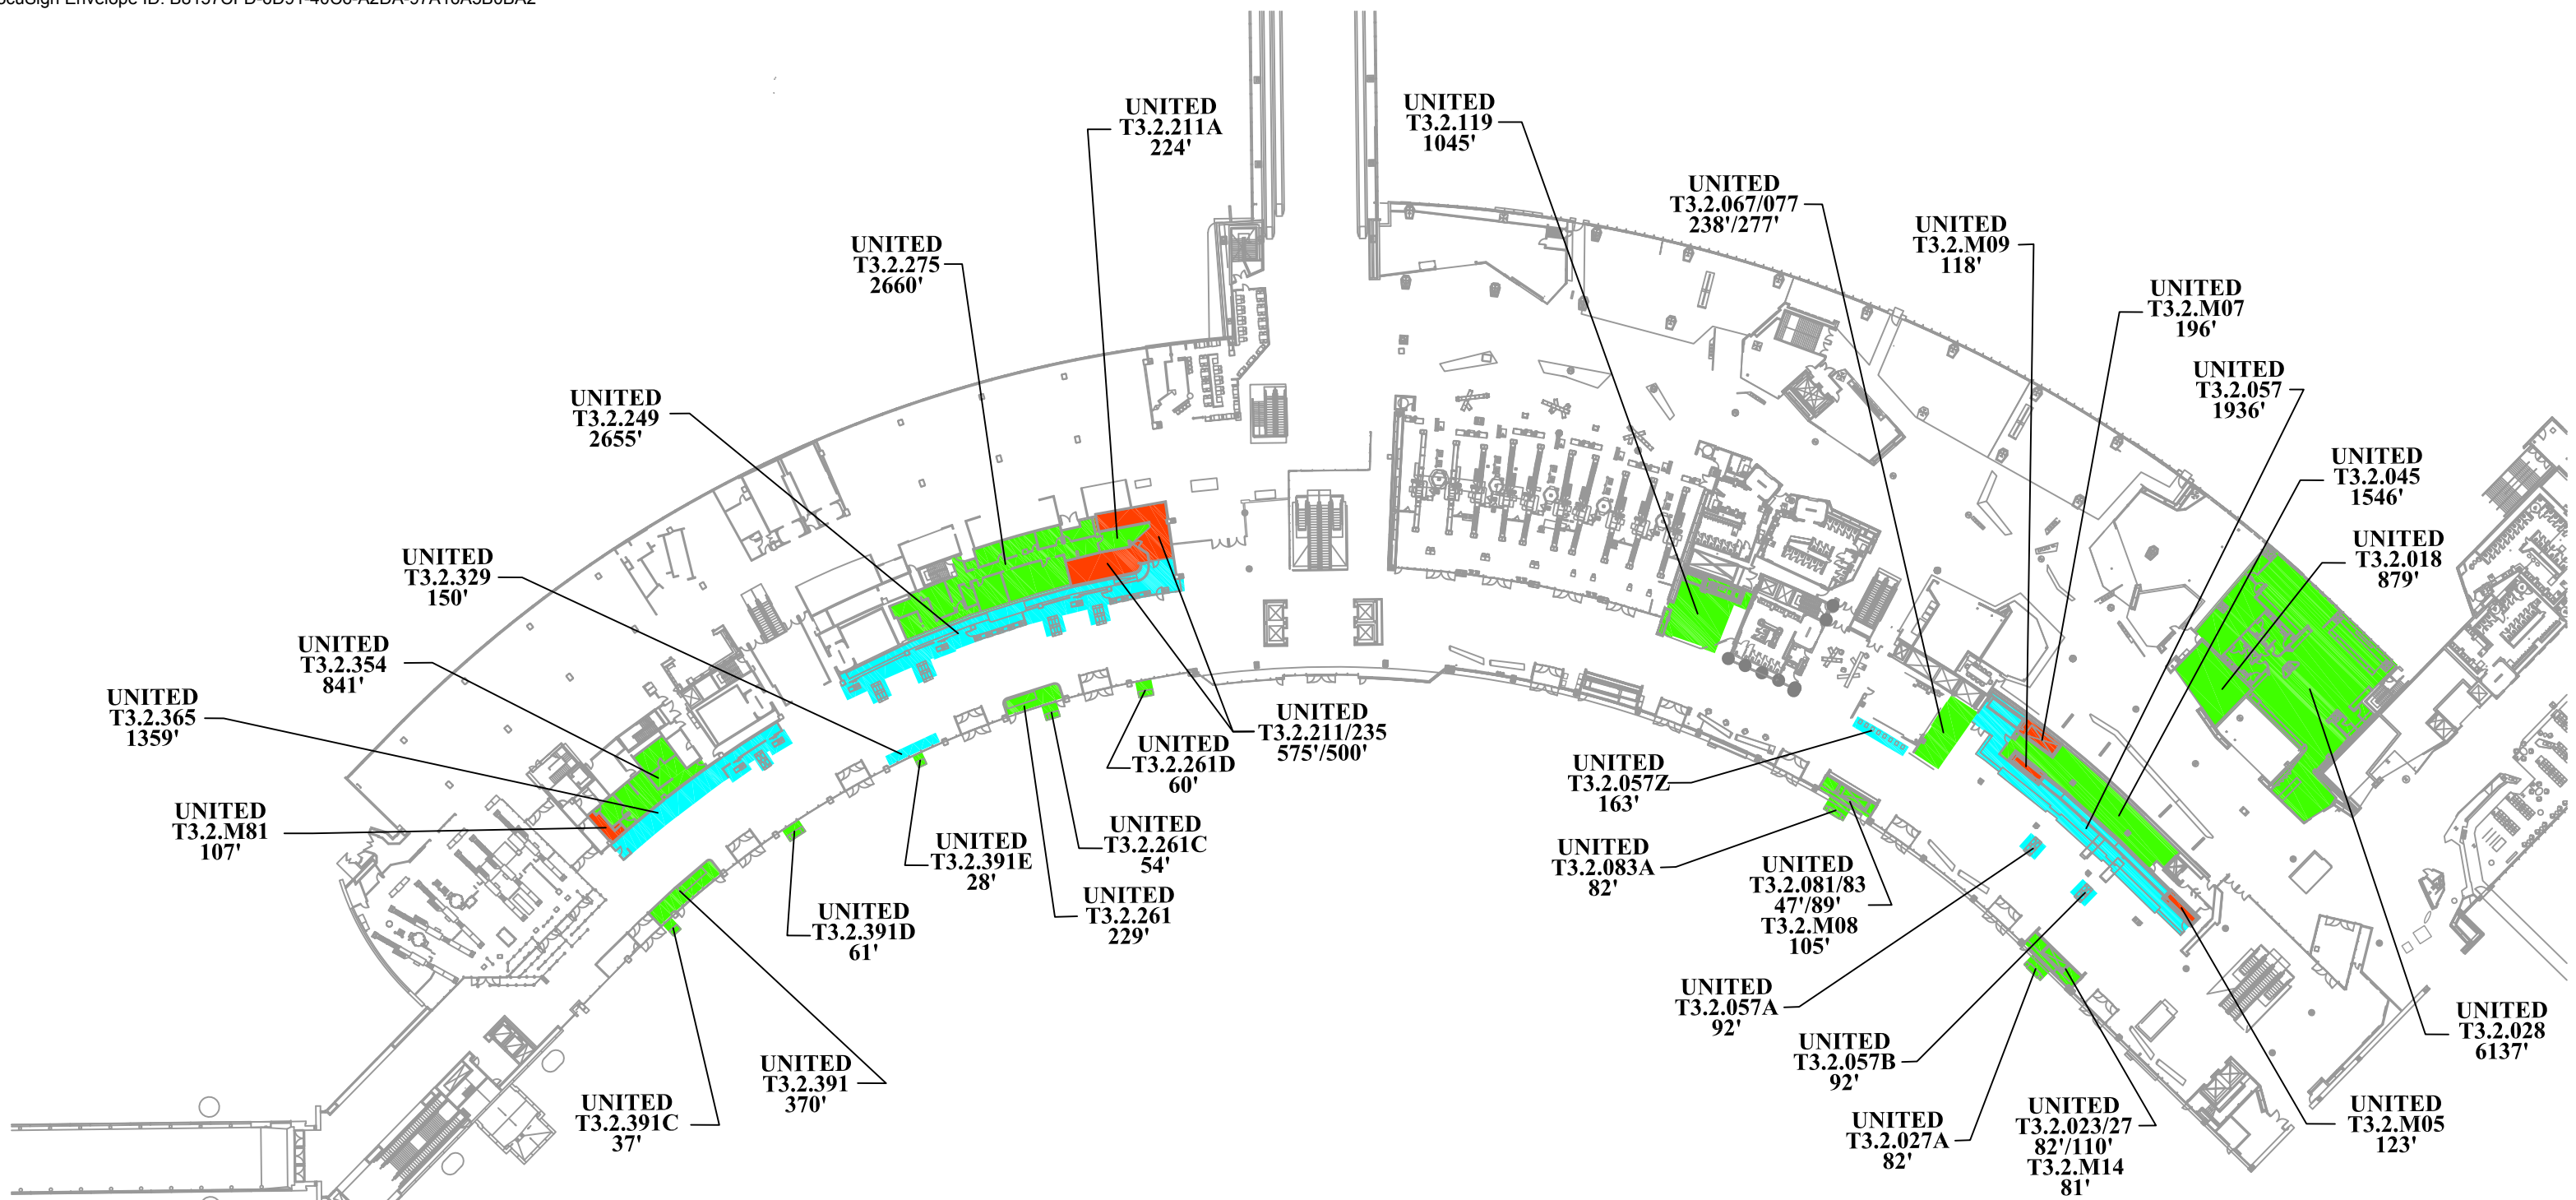 UNITED
T3.2.211A
224'
UNITED
T3.2.119
1045'
UNITED
T3.2.067/077
238'/277'
UNITED
T3.2.M09
118'
UNITED
T3.2.275
2660'
UNITED
T3.2.M07
196'
UNITED
T3.2.057
1936'
UNITED
T3.2.249
2655'
UNITED
T3.2.045
1546'
UNITED
T3.2.018
879'
UNITED
T3.2.329
150'
UNITED
T3.2.354
841'
UNITED
T3.2.365
1359'
UNITED
T3.2.M81
107'
UNITED
T3.2.211/235
575'/500'
UNITED
T3.2.261D
60'
UNITED
T3.2.057Z
163'
UNITED
T3.2.261C
54'
UNITED
T3.2.391E
28'
UNITED
T3.2.083A
82'
UNITED
T3.2.081/83
47'/89'
T3.2.M08
105'
UNITED
T3.2.261
229'
UNITED
T3.2.391D
61'
UNITED
T3.2.057A
92'
UNITED
T3.2.028
6137'
UNITED
T3.2.057B
92'
UNITED
T3.2.391
370'
UNITED
T3.2.391C
37'
UNITED
T3.2.027A
82'
UNITED
T3.2.023/27
82'/110'
T3.2.M14
81'
UNITED
T3.2.M05
123'